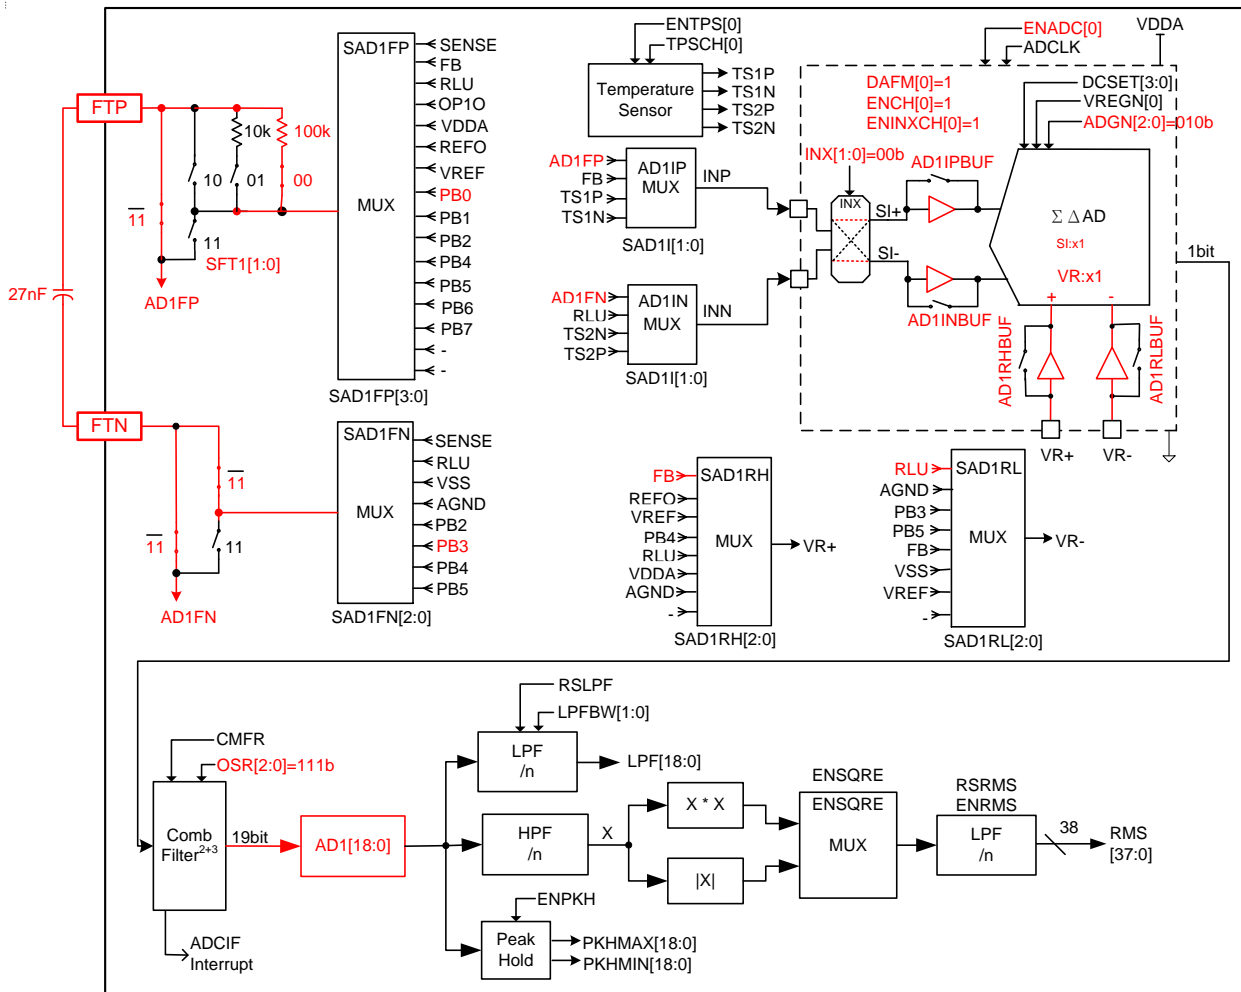 ENTPS[0]
TPSCH[0]
ENADC[0]
ADCLK
VDDA
SAD1FP
MUX
SENSE
FB
RLU
OP1O
VDDA
REFO
VREF
PB0
PB1
PB2
PB4
PB5
PB6
PB7
-
-
SAD1FP[3:0]
FTP
10k
100k
10
01
00
11
11
SFT1[1:0]
AD1FP
27nF
FTN
11
11
11
AD1FN
SAD1FN
MUX
SENSE
RLU
VSS
AGND
PB2
PB3
PB4
PB5
SAD1FN[2:0]
Temperature
Sensor
TS1P
TS1N
TS2P
TS2N
AD1FP
FB
TS1P
TS1N
AD1IP
MUX
INP
SAD1I[1:0]
AD1FN
RLU
TS2N
TS2P
AD1IN
MUX
INN
SAD1I[1:0]
DAFM[0]=1
ENCH[0]=1
ENINXCH[0]=1
DCSET[3:0]
VREGN[0]
ADGN[2:0]=010b
INX[1:0]=00b
INX
AD1IPBUF
SI+
SI-
AD1INBUF
Σ Δ AD
SI:x1
VR:x1
+ -
1bit
AD1RHBUF
AD1RLBUF
VR+
VR-
FB
REFO
VREF
PB4
RLU
VDDA
AGND
-
SAD1RH
MUX
VR+
SAD1RH[2:0]
RLU
AGND
PB3
PB5
FB
VSS
VREF
-
SAD1RL
MUX
VR-
SAD1RL[2:0]
RSLPF
LPFBW[1:0]
CMFR
OSR[2:0]=111b
Comb
Filter2+3
19bit
AD1[18:0]
ADCIF
Interrupt
LPF
/n
LPF[18:0]
HPF
/n
X
X * X
|X|
ENPKH
Peak
Hold
PKHMAX[18:0]
PKHMIN[18:0]
ENSQRE
ENSQRE
MUX
RSRMS
ENRMS
LPF
/n
38
RMS
[37:0]